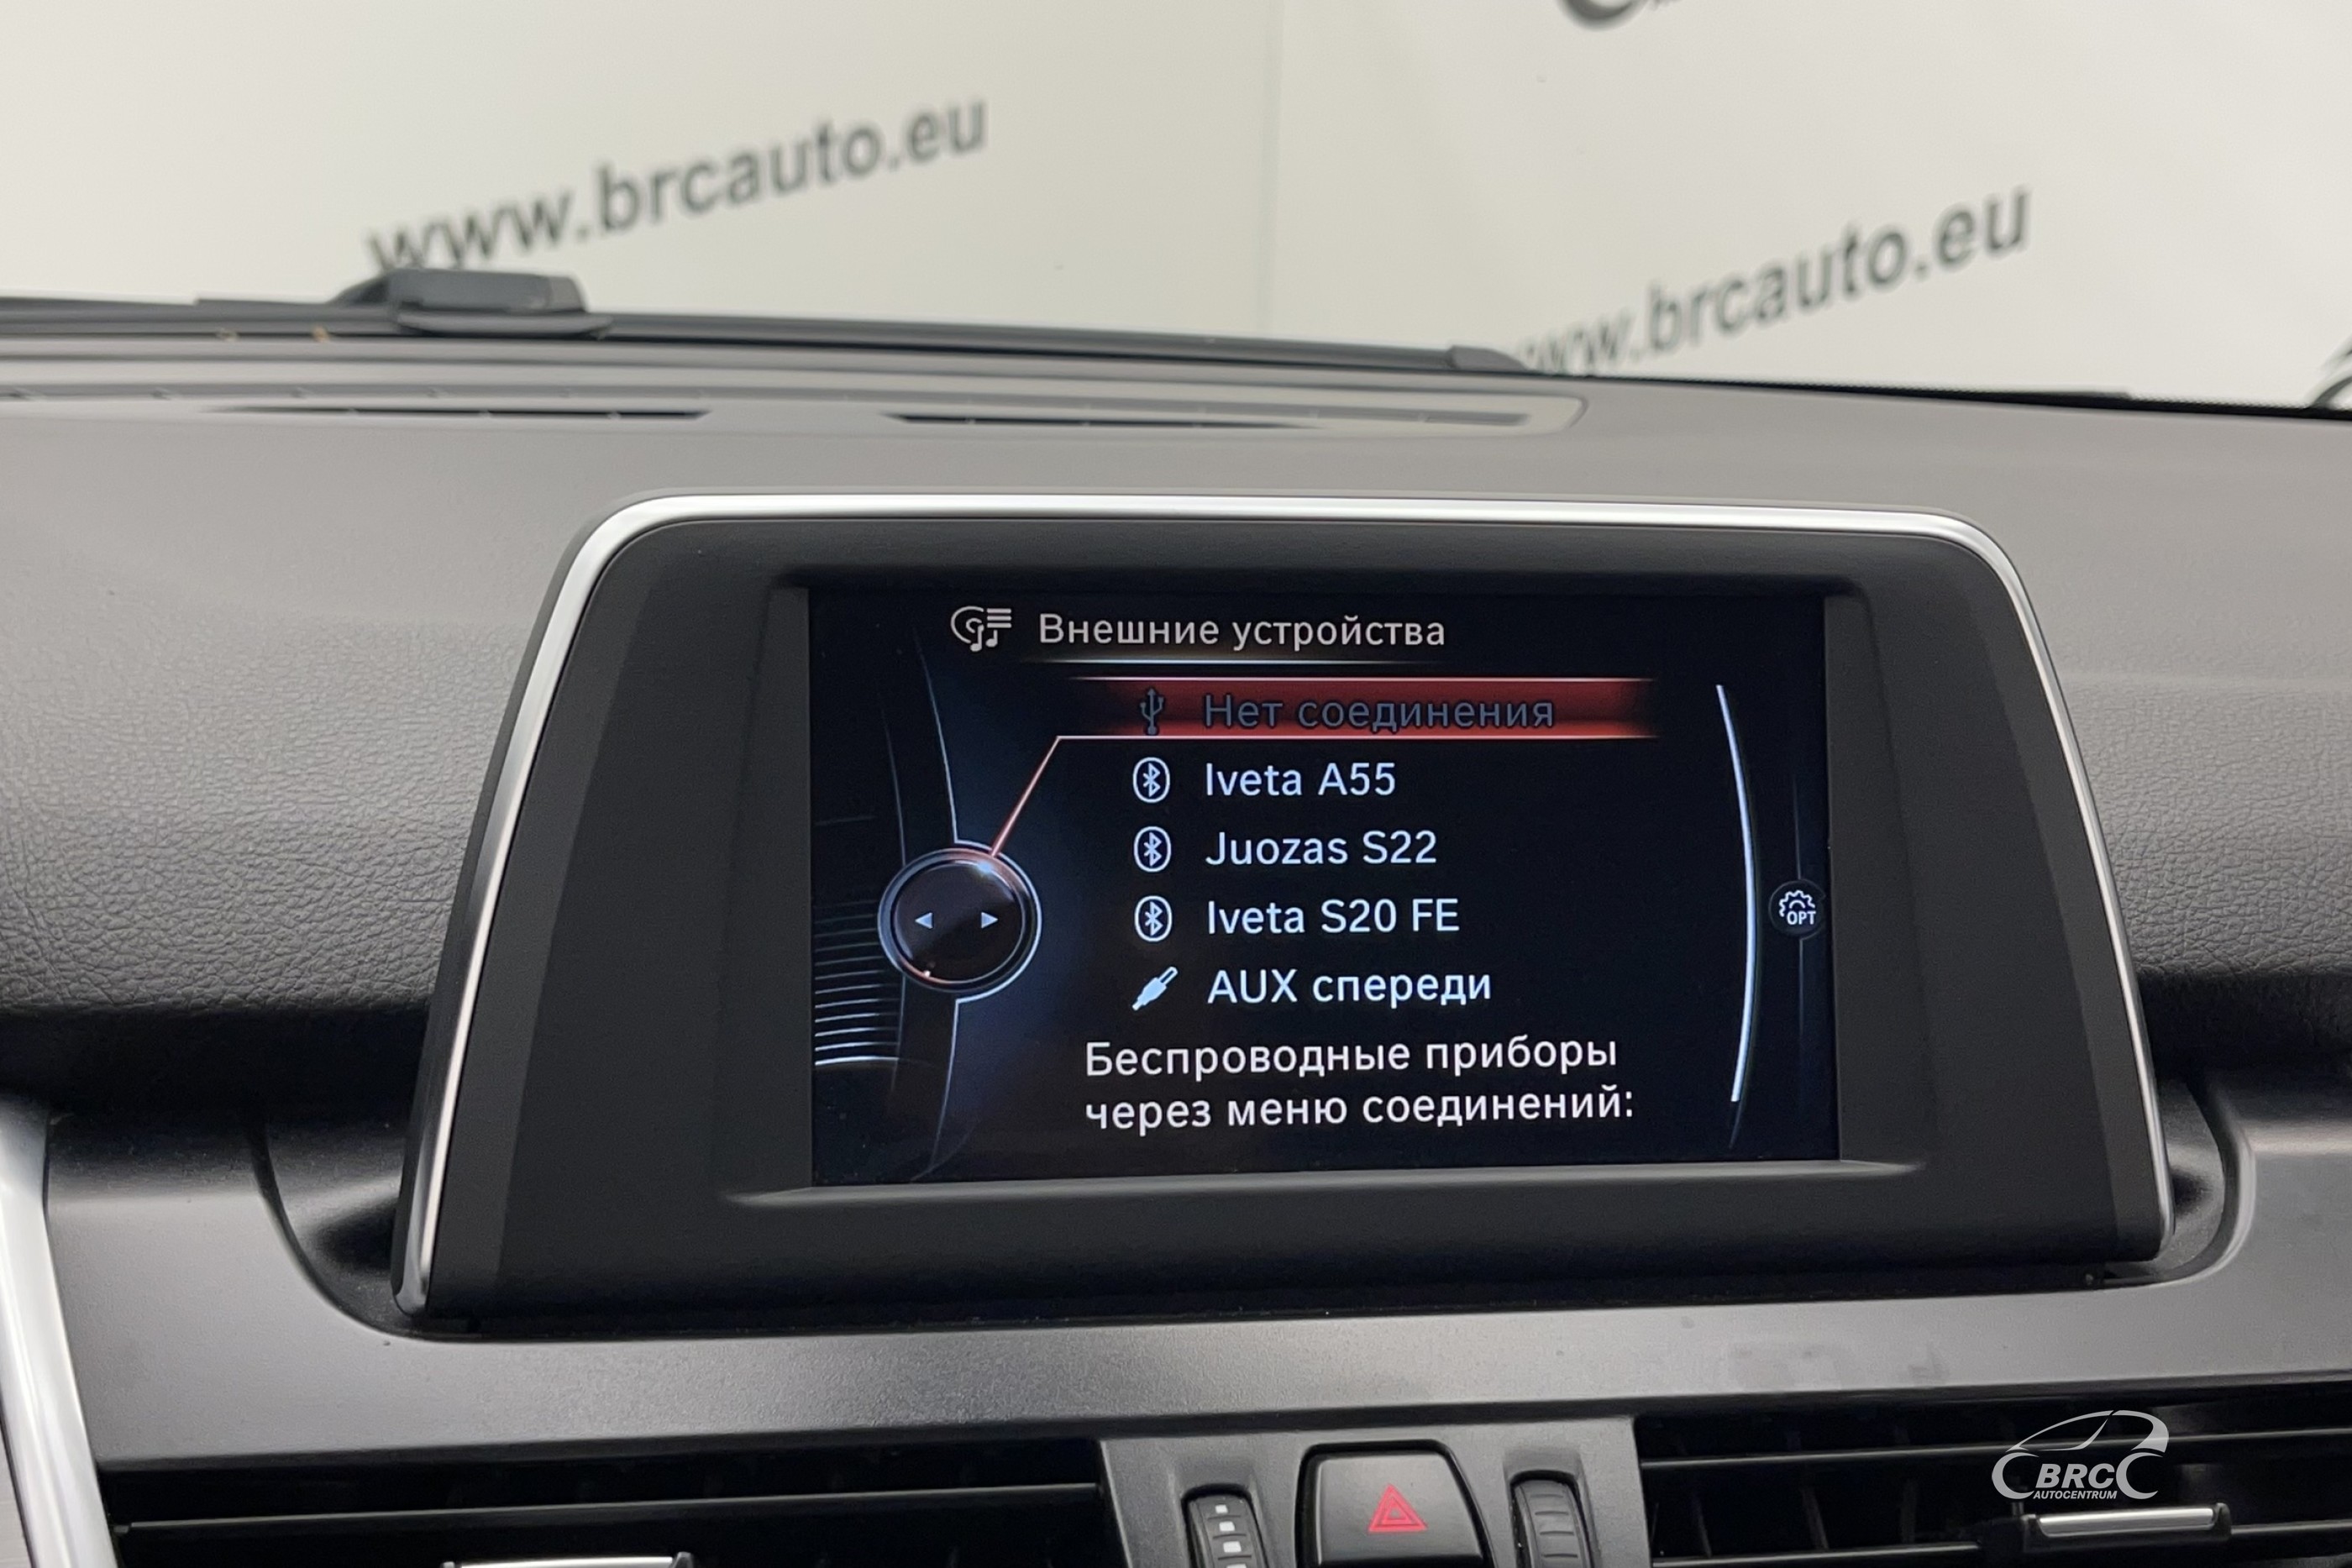 www.brcauto.eu
www.brcauto.eu
Внешние устройства
Нет соединения
Iveta A55
Juozas S22
Iveta S20 FE
OPT
AUX спереди
Беспроводные приборы
через меню соединений:
BRC
AUTOCENTRUM